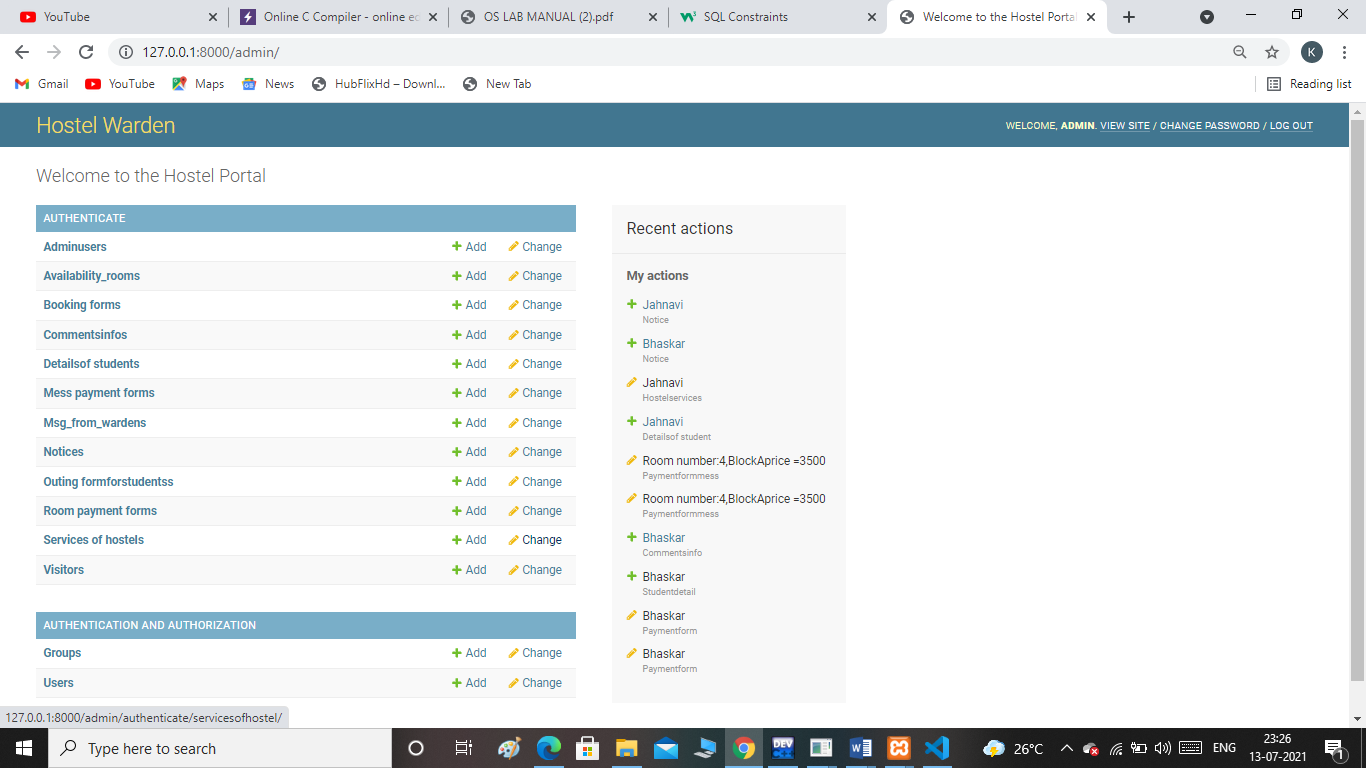 YouTube
Online C Compiler - online ec
OS LAB MANUAL (2).pdf
SQL Constraints
Welcome to the Hostel Porta
127.0.0.1:8000/admin/
K
Gmail
YouTube
Maps
News
HubFlixHd – Downl...
New Tab
Reading list
Hostel Warden
WELCOME, ADMIN. VIEW SITE / CHANGE PASSWORD / LOG OUT
Welcome to the Hostel Portal
AUTHENTICATE
Adminusers Add Change
Availability_rooms Add Change
Booking forms Add Change
Commentsinfos Add Change
Detailsof students Add Change
Mess payment forms Add Change
Msg_from_wardens Add Change
Notices Add Change
Outing formforstudentss Add Change
Room payment forms Add Change
Services of hostels Add Change
Visitors Add Change
AUTHENTICATION AND AUTHORIZATION
Groups Add Change
Users Add Change
Recent actions
My actions
Jahnavi
Notice
Bhaskar
Notice
Jahnavi
Hostelservices
Jahnavi
Detailsof student
Room number:4,BlockAprice =3500
Paymentformmess
Room number:4,BlockAprice =3500
Paymentformmess
Bhaskar
Commentsinfo
Bhaskar
Studentdetail
Bhaskar
Paymentform
Bhaskar
Paymentform
127.0.0.1:8000/admin/authenticate/servicesofhostel/
Type here to search
DEV
26°C
ENG
23:26
13-07-2021
1